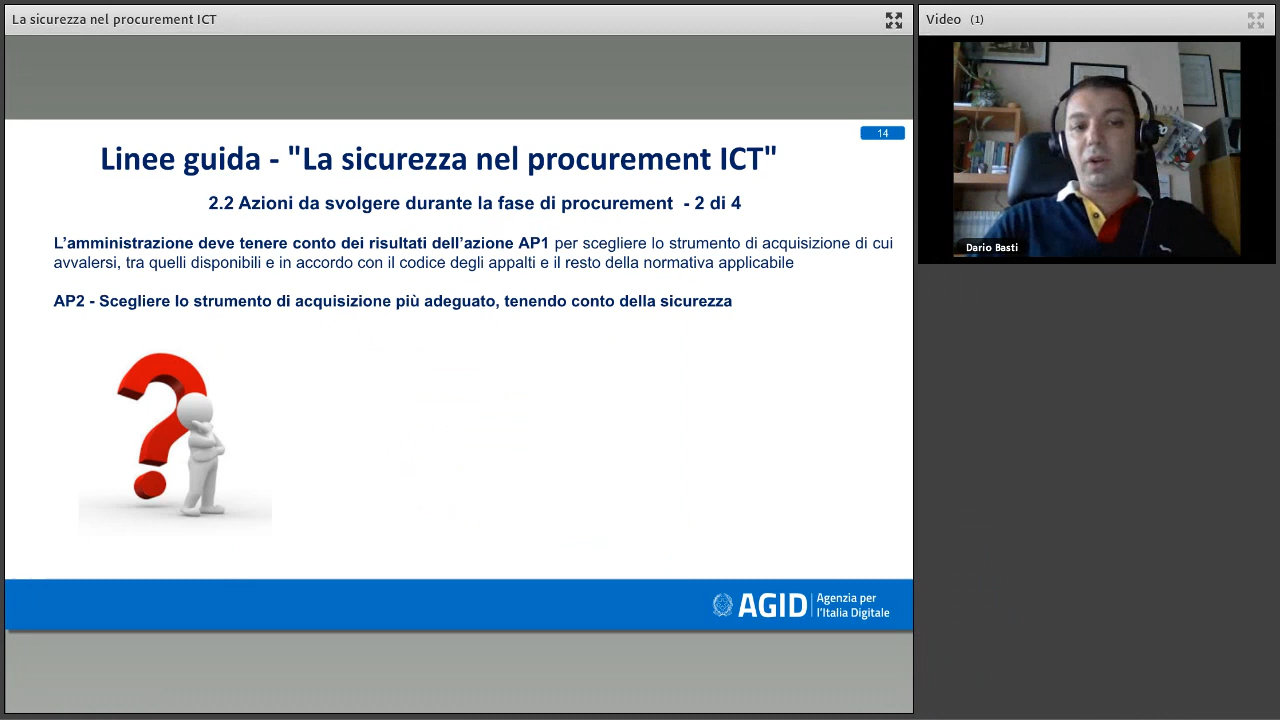 La sicurezza nel procurement ICT
Video (1)
14
Linee guida - "La sicurezza nel procurement ICT"
2.2 Azioni da svolgere durante la fase di procurement - 2 di 4
L'amministrazione deve tenere conto dei risultati dell'azione AP1 per scegliere lo strumento di acquisizione di cui
avvalersi, tra quelli disponibili e in accordo con il codice degli appalti e il resto della normativa applicabile
AP2 - Scegliere lo strumento di acquisizione più adeguato, tenendo conto della sicurezza
Dario Basti
AGID
Agenzia per
l'Italia Digitale